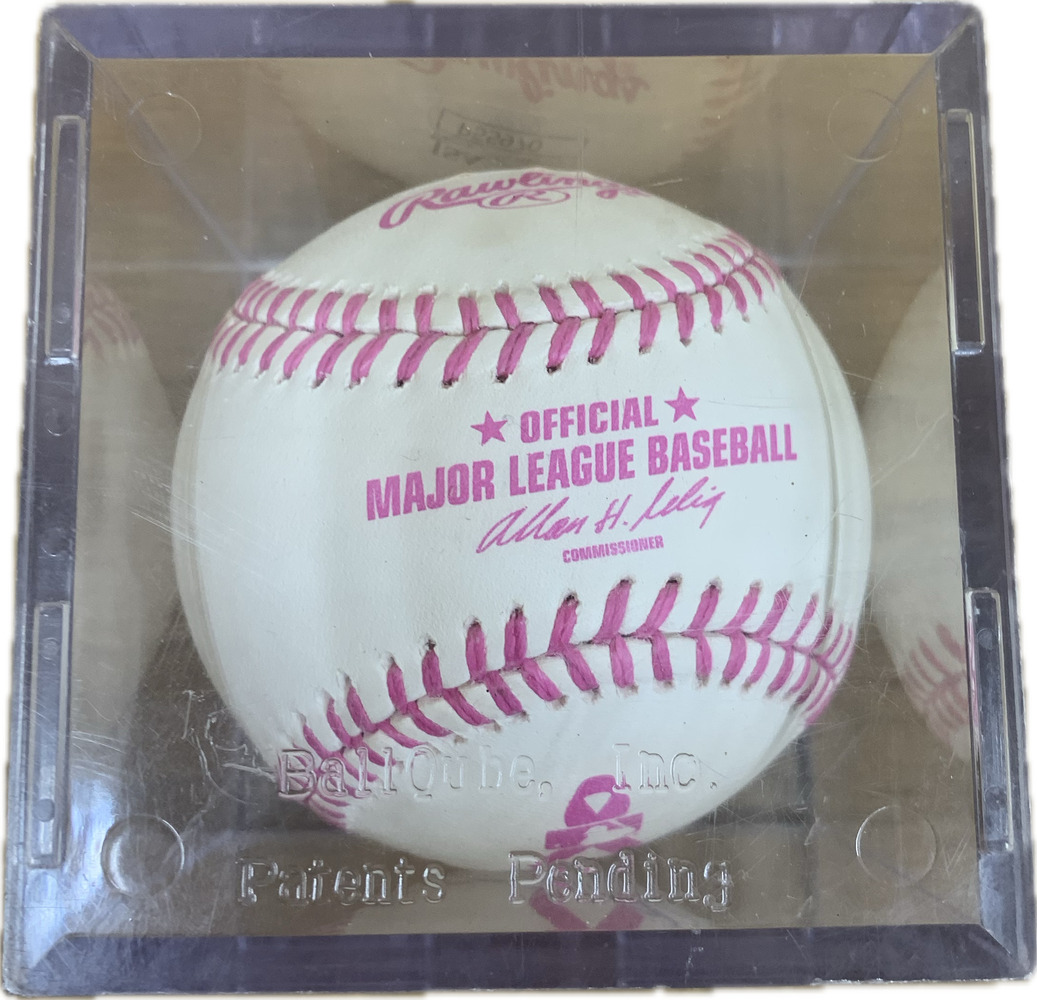 Rawlings
R
★ OFFICIAL ★
MAJOR LEAGUE BASEBALL
Allan H. Selig
COMMISSIONER
BallQube, Inc.
Patents Pending